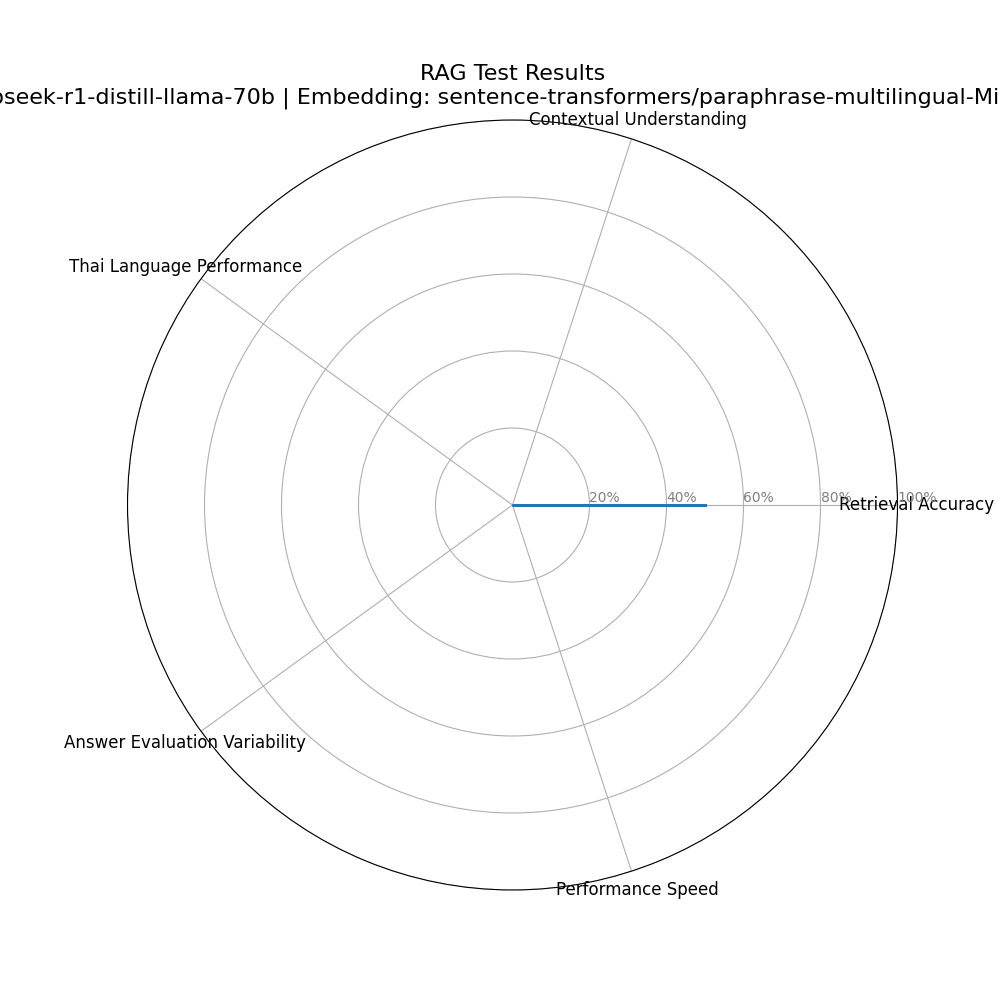 RAG Test Results
pseek-r1-distill-llama-70b | Embedding: sentence-transformers/paraphrase-multilingual-Mi
Contextual Understanding
Thai Language Performance
20% 40% 60% 80% 100%
Retrieval Accuracy
Answer Evaluation Variability
Performance Speed